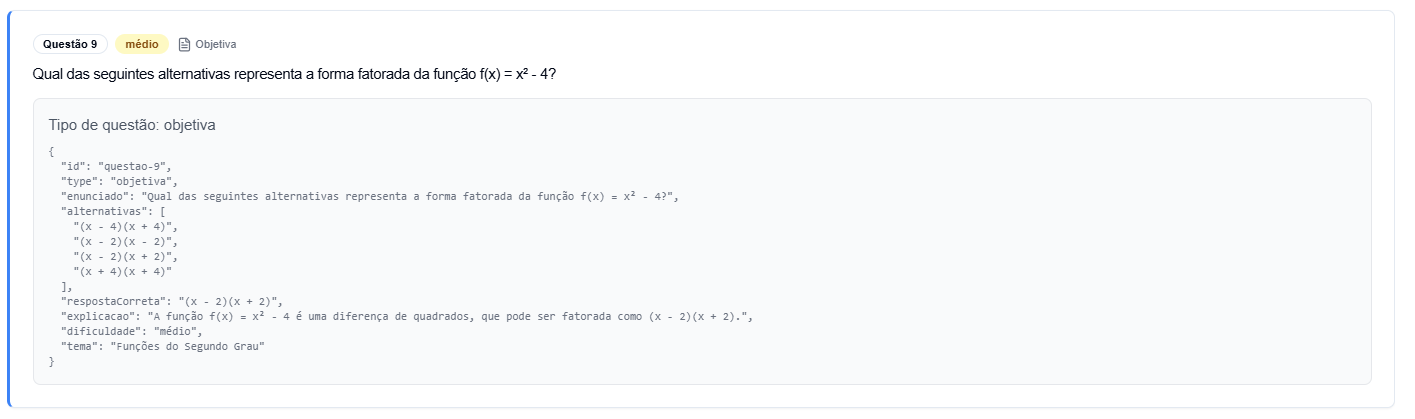 Questão 9 médio Objetiva
Qual das seguintes alternativas representa a forma fatorada da função f(x) = x² - 4?
Tipo de questão: objetiva
{
  "id": "questao-9",
  "type": "objetiva",
  "enunciado": "Qual das seguintes alternativas representa a forma fatorada da função f(x) = x² - 4?",
  "alternativas": [
    "(x - 4)(x + 4)",
    "(x - 2)(x - 2)",
    "(x - 2)(x + 2)",
    "(x + 4)(x + 4)"
  ],
  "respostaCorreta": "(x - 2)(x + 2)",
  "explicacao": "A função f(x) = x² - 4 é uma diferença de quadrados, que pode ser fatorada como (x - 2)(x + 2).",
  "dificuldade": "médio",
  "tema": "Funções do Segundo Grau"
}